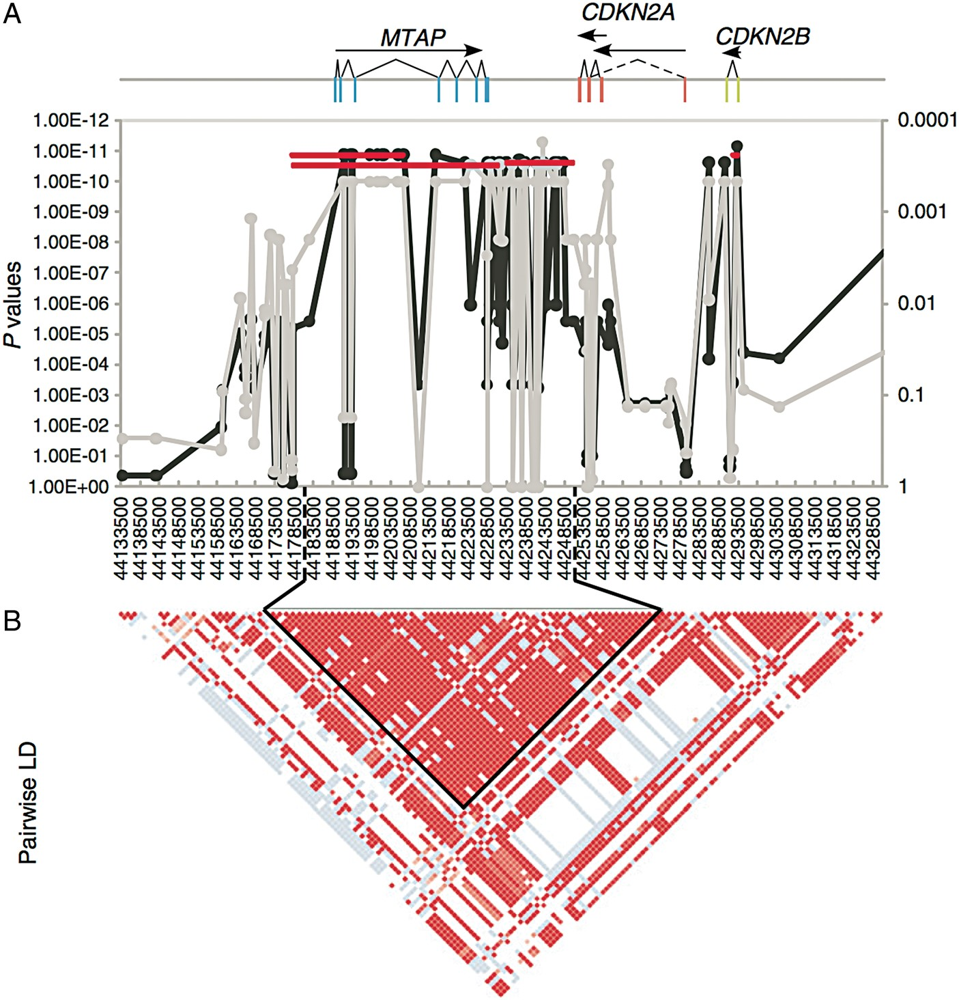 A
CDKN2A
MTAP
CDKN2B
1.00E-12
0.0001
1.00E-11
1.00E-10
1.00E-09
0.001
1.00E-08
1.00E-07
1.00E-06
0.01
1.00E-05
1.00E-04
1.00E-03
0.1
1.00E-02
1.00E-01
1.00E+00
1
P values
44133500
44138500
44143500
44148500
44153500
44158500
44163500
44168500
44173500
44178500
44183500
44188500
44193500
44198500
44203500
44208500
44213500
44218500
44223500
44228500
44233500
44238500
44243500
44248500
44253500
44258500
44263500
44268500
44273500
44278500
44283500
44288500
44293500
44298500
44303500
44308500
44313500
44318500
44323500
44328500
B
Pairwise LD